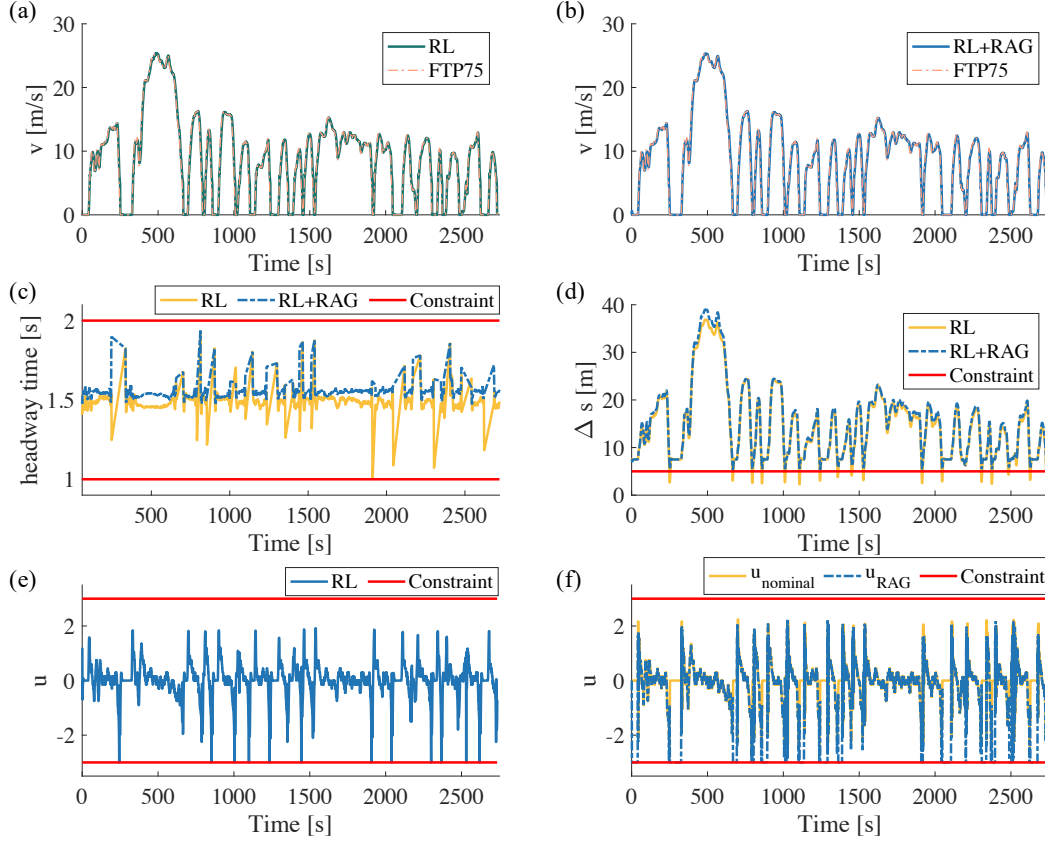 (a)
30
20
10
0
v [m/s]
RL
FTP75
0 500 1000 1500 2000 2500
Time [s]
(b)
30
20
10
0
v [m/s]
RL+RAG
FTP75
0 500 1000 1500 2000 2500
Time [s]
(c)
RL RL+RAG Constraint
2
1.5
1
headway time [s]
500 1000 1500 2000 2500
Time [s]
(d)
40
30
20
10
0
Δ s [m]
RL
RL+RAG
Constraint
0 500 1000 1500 2000 2500
Time [s]
(e)
RL Constraint
2
0
-2
u
0 500 1000 1500 2000 2500
Time [s]
(f)
u_nominal u_RAG Constraint
2
0
-2
u
0 500 1000 1500 2000 2500
Time [s]